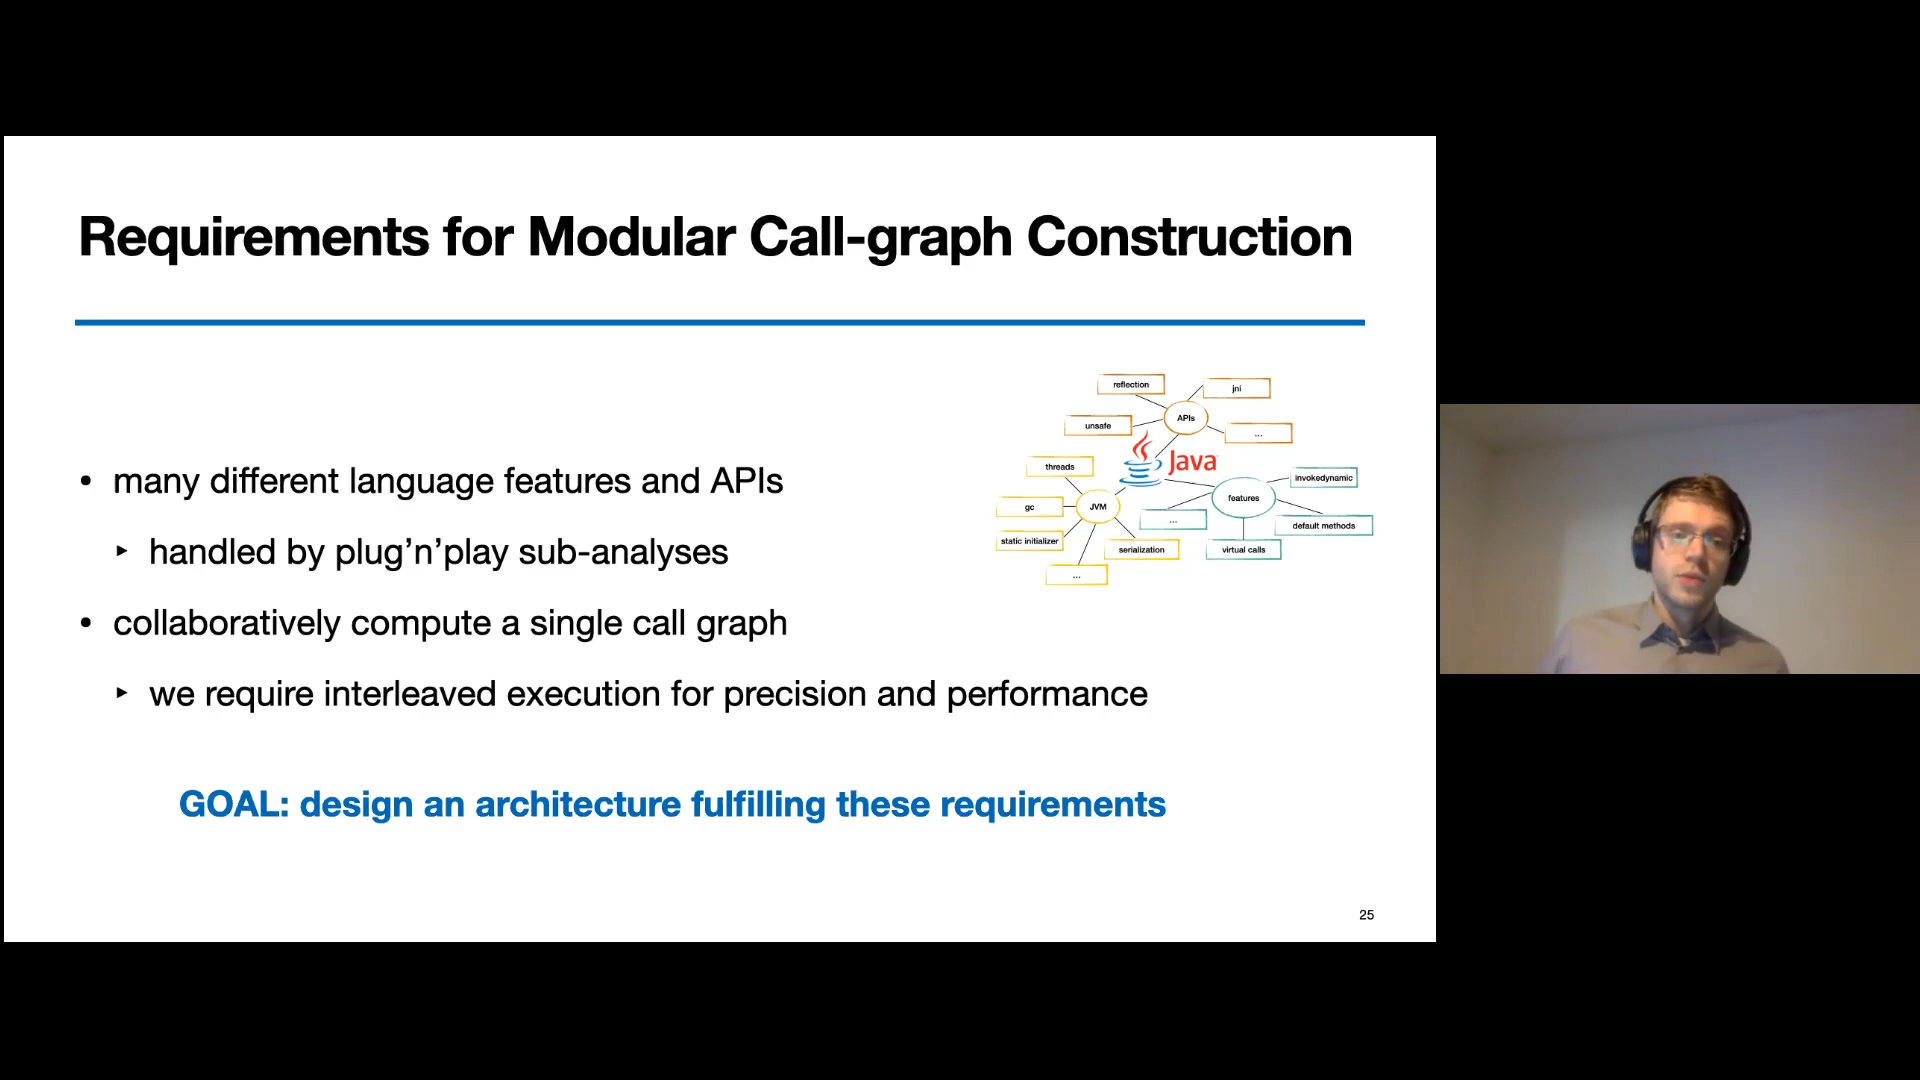 Requirements for Modular Call-graph Construction
• many different language features and APIs
‣ handled by plug’n’play sub-analyses
• collaboratively compute a single call graph
‣ we require interleaved execution for precision and performance
GOAL: design an architecture fulfilling these requirements
reflection
jni
APIs
unsafe
...
Java
threads
gc
JVM
static initializer
serialization
...
features
invokedynamic
...
default methods
virtual calls
25